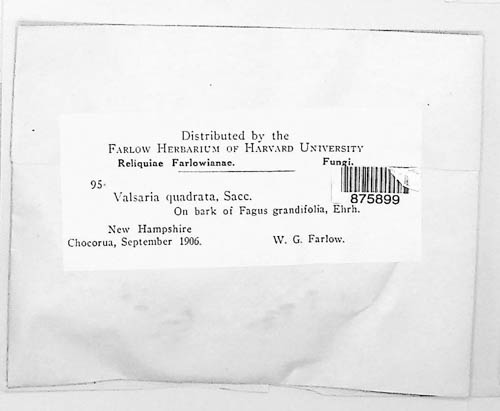 Distributed by the
FARLOW HERBARIUM OF HARVARD UNIVERSITY
Reliquiae Farlowianae. Fungi.
95.
Valsaria quadrata, Sacc.
875899
On bark of Fagus grandifolia, Ehrh.
New Hampshire
Chocorua, September 1906. W. G. Farlow.